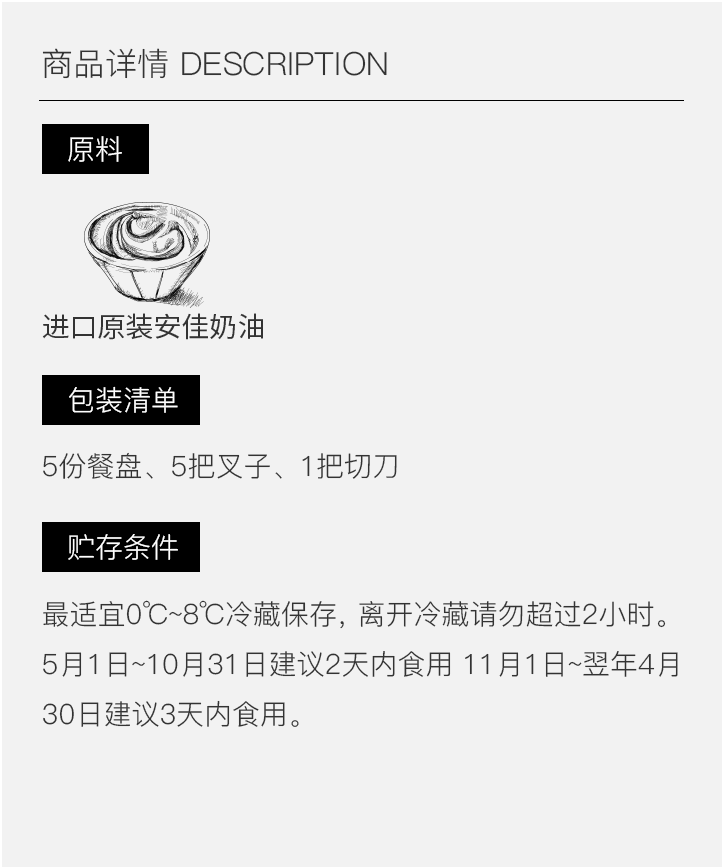 商品详情 DESCRIPTION
原料
进口原装安佳奶油
包装清单
5份餐盘、5把叉子、1把切刀
贮存条件
最适宜0℃~8℃冷藏保存, 离开冷藏请勿超过2小时。
5月1日~10月31日建议2天内食用 11月1日~翌年4月
30日建议3天内食用。